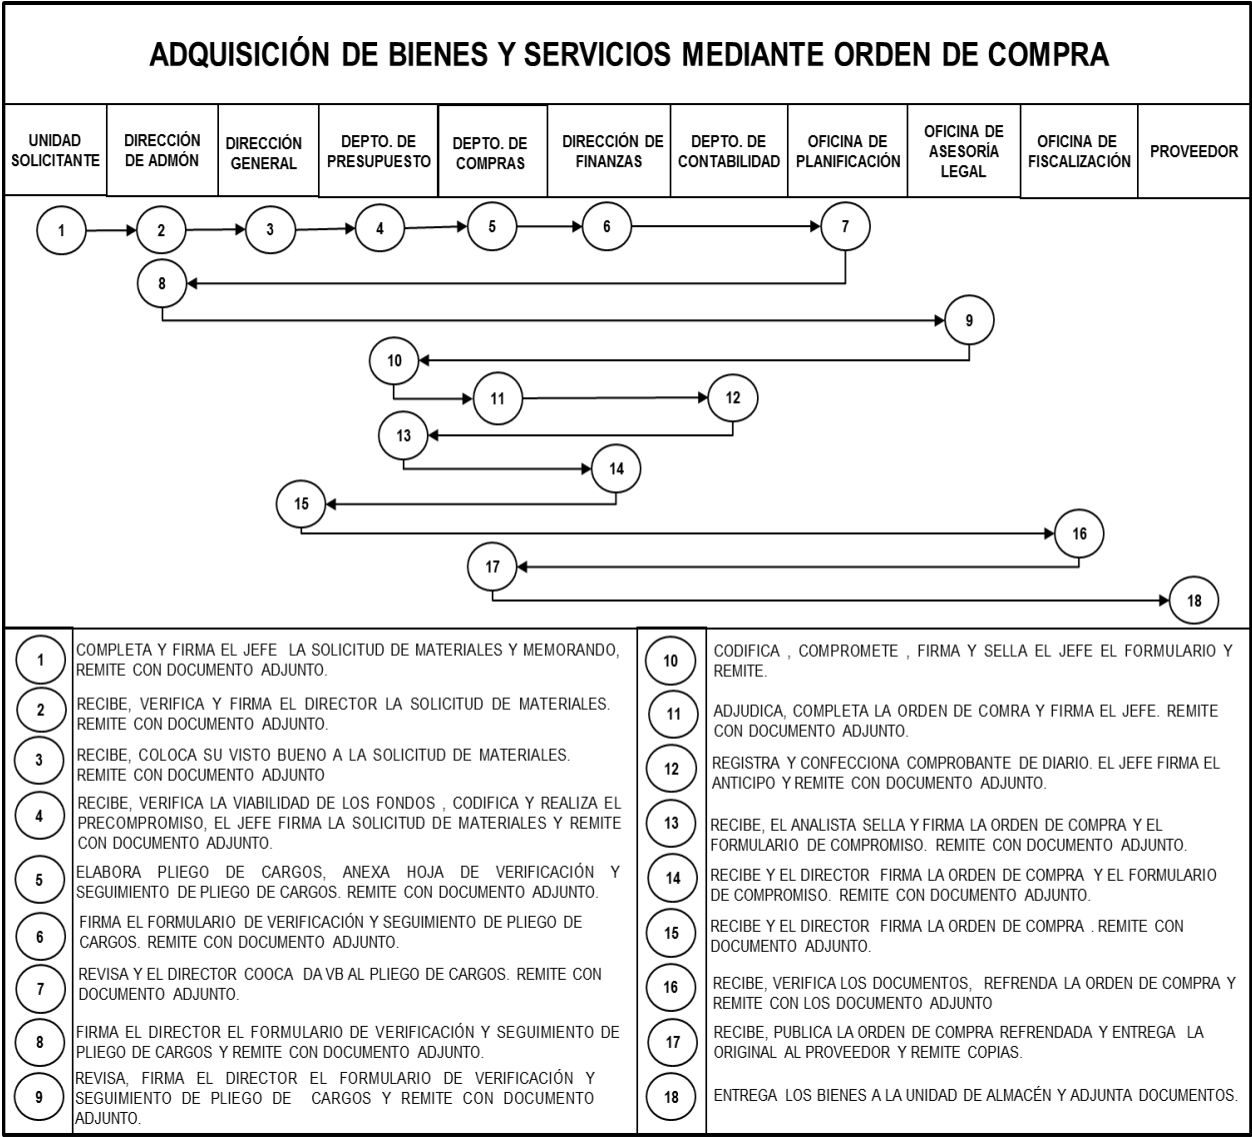 ADQUISICIÓN DE BIENES Y SERVICIOS MEDIANTE ORDEN DE COMPRA
UNIDAD
SOLICITANTE
DIRECCIÓN
DE ADMÓN
DIRECCIÓN
GENERAL
DEPTO. DE
PRESUPUESTO
DEPTO. DE
COMPRAS
DIRECCIÓN DE
FINANZAS
DEPTO. DE
CONTABILIDAD
OFICINA DE
PLANIFICACIÓN
OFICINA DE
ASESORÍA
LEGAL
OFICINA DE
FISCALIZACIÓN
PROVEEDOR
1
2
3
4
5
6
7
8
9
10
11
12
13
14
15
16
17
18
1
COMPLETA Y FIRMA EL JEFE LA SOLICITUD DE MATERIALES Y MEMORANDO,
REMITE CON DOCUMENTO ADJUNTO.
2
RECIBE, VERIFICA Y FIRMA EL DIRECTOR LA SOLICITUD DE MATERIALES.
REMITE CON DOCUMENTO ADJUNTO.
3
RECIBE, COLOCA SU VISTO BUENO A LA SOLICITUD DE MATERIALES.
REMITE CON DOCUMENTO ADJUNTO
4
RECIBE, VERIFICA LA VIABILIDAD DE LOS FONDOS , CODIFICA Y REALIZA EL
PRECOMPROMISO, EL JEFE FIRMA LA SOLICITUD DE MATERIALES Y REMITE
CON DOCUMENTO ADJUNTO.
5
ELABORA PLIEGO DE CARGOS, ANEXA HOJA DE VERIFICACIÓN Y
SEGUIMIENTO DE PLIEGO DE CARGOS. REMITE CON DOCUMENTO ADJUNTO.
6
FIRMA EL FORMULARIO DE VERIFICACIÓN Y SEGUIMIENTO DE PLIEGO DE
CARGOS. REMITE CON DOCUMENTO ADJUNTO.
7
REVISA Y EL DIRECTOR COOCA DA VB AL PLIEGO DE CARGOS. REMITE CON
DOCUMENTO ADJUNTO.
8
FIRMA EL DIRECTOR EL FORMULARIO DE VERIFICACIÓN Y SEGUIMIENTO DE
PLIEGO DE CARGOS Y REMITE CON DOCUMENTO ADJUNTO.
9
REVISA, FIRMA EL DIRECTOR EL FORMULARIO DE VERIFICACIÓN Y
SEGUIMIENTO DE PLIEGO DE CARGOS Y REMITE CON DOCUMENTO
ADJUNTO.
10
CODIFICA , COMPROMETE , FIRMA Y SELLA EL JEFE EL FORMULARIO Y
REMITE.
11
ADJUDICA, COMPLETA LA ORDEN DE COMRA Y FIRMA EL JEFE. REMITE
CON DOCUMENTO ADJUNTO.
12
REGISTRA Y CONFECCIONA COMPROBANTE DE DIARIO. EL JEFE FIRMA EL
ANTICIPO Y REMITE CON DOCUMENTO ADJUNTO.
13
RECIBE, EL ANALISTA SELLA Y FIRMA LA ORDEN DE COMPRA Y EL
FORMULARIO DE COMPROMISO. REMITE CON DOCUMENTO ADJUNTO.
14
RECIBE Y EL DIRECTOR FIRMA LA ORDEN DE COMPRA Y EL FORMULARIO
DE COMPROMISO. REMITE CON DOCUMENTO ADJUNTO.
15
RECIBE Y EL DIRECTOR FIRMA LA ORDEN DE COMPRA . REMITE CON
DOCUMENTO ADJUNTO.
16
RECIBE, VERIFICA LOS DOCUMENTOS, REFRENDA LA ORDEN DE COMPRA Y
REMITE CON LOS DOCUMENTO ADJUNTO
17
RECIBE, PUBLICA LA ORDEN DE COMPRA REFRENDADA Y ENTREGA LA
ORIGINAL AL PROVEEDOR Y REMITE COPIAS.
18
ENTREGA LOS BIENES A LA UNIDAD DE ALMACÉN Y ADJUNTA DOCUMENTOS.